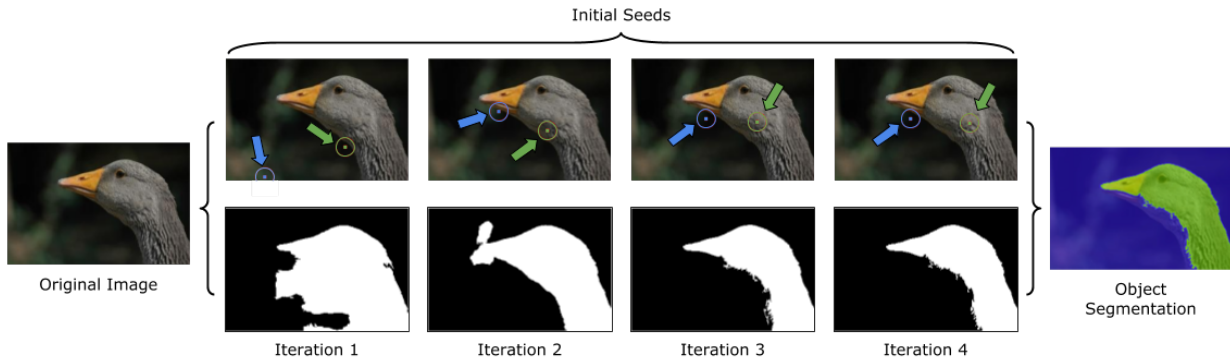 Initial Seeds
Original Image
Iteration 1
Iteration 2
Iteration 3
Iteration 4
Object
Segmentation